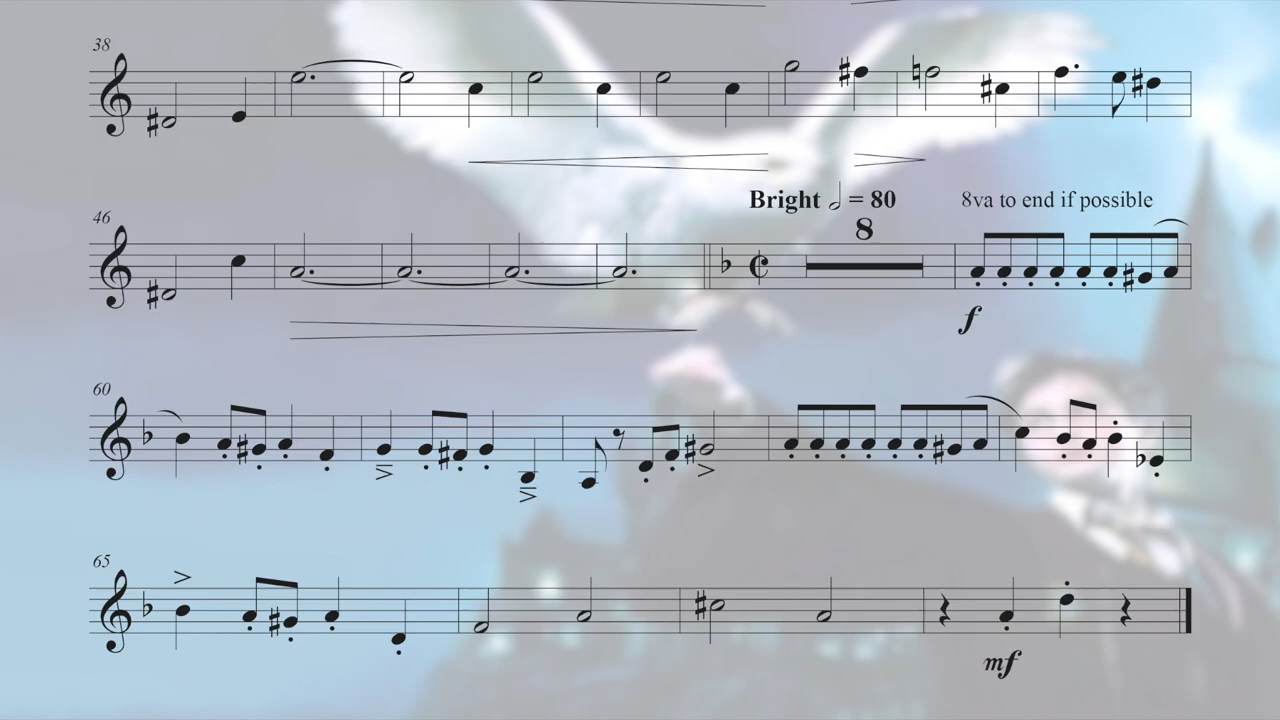 38
46
Bright 𝅗𝅥 = 80
8va to end if possible
8
f
60
65
mf